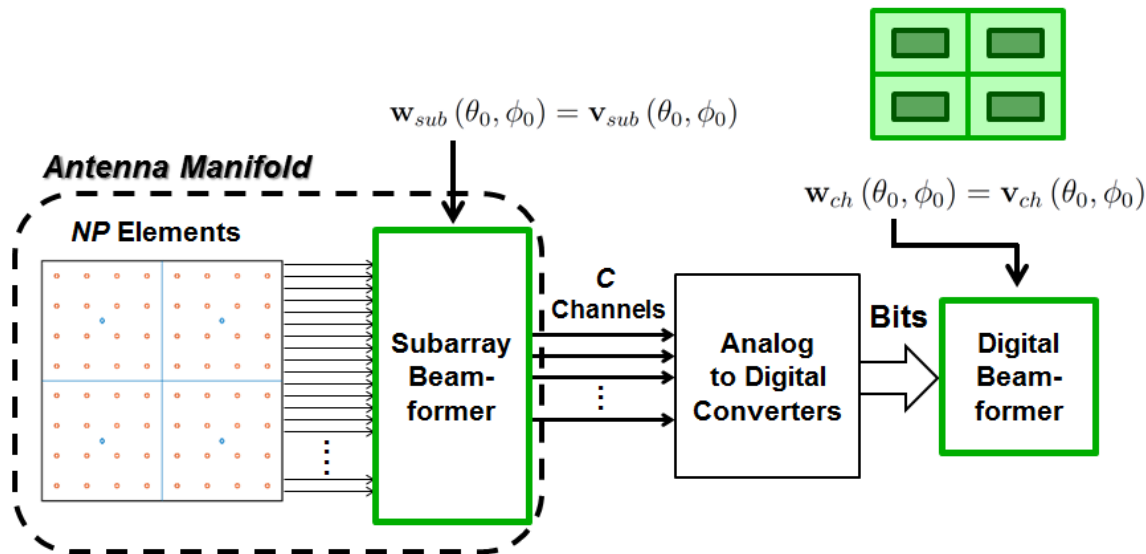 w_sub (θ₀, ϕ₀) = v_sub (θ₀, ϕ₀)
Antenna Manifold
w_ch (θ₀, ϕ₀) = v_ch (θ₀, ϕ₀)
NP Elements
C
Channels
Subarray
Beam-
former
Analog
to Digital
Converters
Bits
Digital
Beam-
former